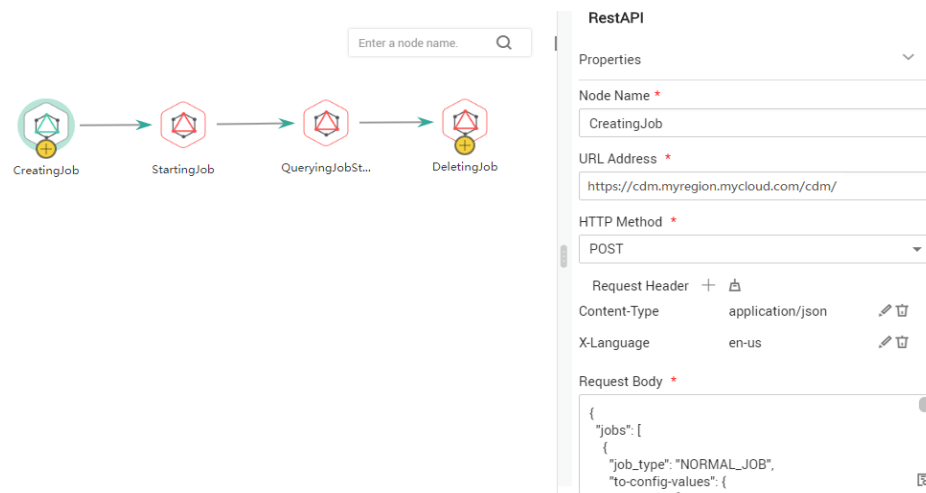 RestAPI
Enter a node name.
Properties
Node Name *
CreatingJob
URL Address *
https://cdm.myregion.mycloud.com/cdm/
HTTP Method *
POST
Request Header
Content-Type application/json
X-Language en-us
Request Body *
{
"jobs": [
{
"job_type": "NORMAL_JOB",
"to-config-values": {
CreatingJob
StartingJob
QueryingJobSt...
DeletingJob